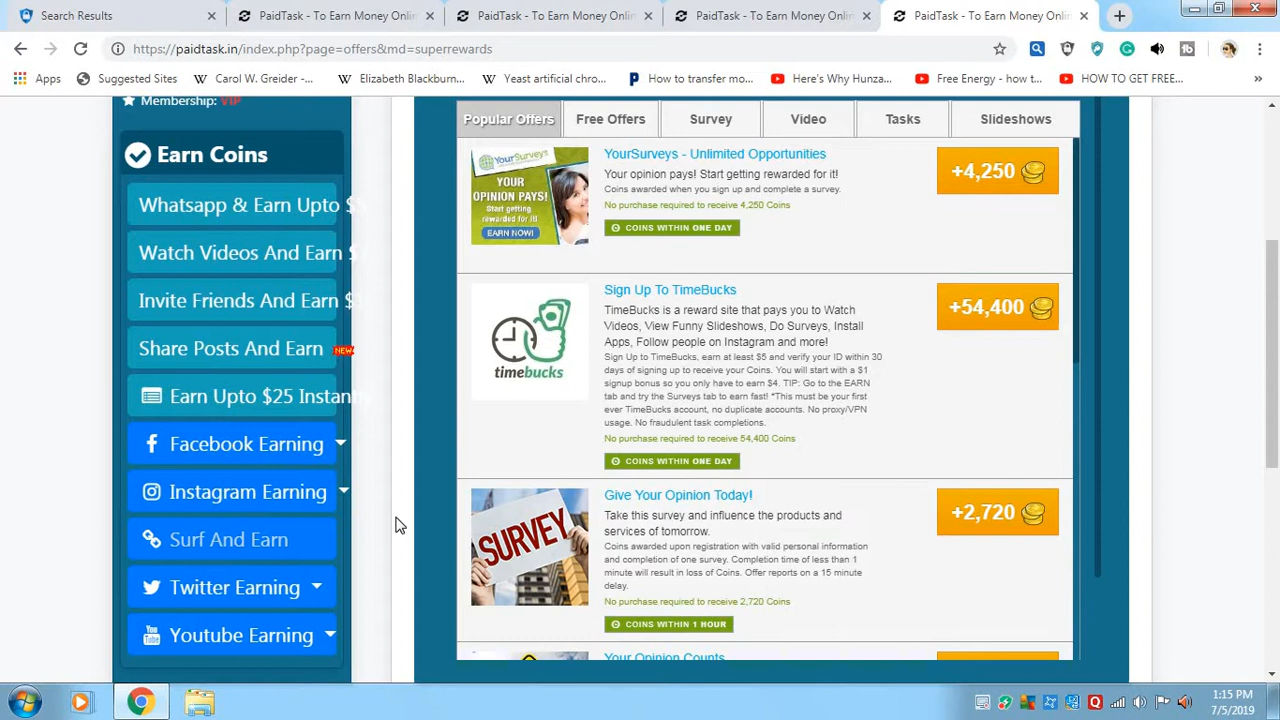 Search Results
PaidTask - To Earn Money Onlin
PaidTask - To Earn Money Onlin
PaidTask - To Earn Money Onlin
PaidTask - To Earn Money Onlin
https://paidtask.in/index.php?page=offers&md=superrewards
Apps
Suggested Sites
Carol W. Greider -...
Elizabeth Blackburn...
Yeast artificial chro...
How to transfer mo...
Here's Why Hunza...
Free Energy - how t...
HOW TO GET FREE...
Membership: VIP
Earn Coins
Whatsapp & Earn Upto $
Watch Videos And Earn $
Invite Friends And Earn $
Share Posts And Earn NEW
Earn Upto $25 Instantly
Facebook Earning
Instagram Earning
Surf And Earn
Twitter Earning
Youtube Earning
Popular Offers
Free Offers
Survey
Video
Tasks
Slideshows
YourSurveys
YOUR
OPINION PAYS!
Start getting
rewarded for it!
EARN NOW!
YourSurveys - Unlimited Opportunities
Your opinion pays! Start getting rewarded for it!
Coins awarded when you sign up and complete a survey.
No purchase required to receive 4,250 Coins
COINS WITHIN ONE DAY
+4,250
timebucks
Sign Up To TimeBucks
TimeBucks is a reward site that pays you to Watch
Videos, View Funny Slideshows, Do Surveys, Install
Apps, Follow people on Instagram and more!
Sign Up to TimeBucks, earn at least $5 and verify your ID within 30
days of signing up to receive your Coins. You will start with a $1
signup bonus so you only have to earn $4. TIP: Go to the EARN
tab and try the Surveys tab to earn fast! *This must be your first
ever TimeBucks account, no duplicate accounts. No proxy/VPN
usage. No fraudulent task completions.
No purchase required to receive 54,400 Coins
COINS WITHIN ONE DAY
+54,400
SURVEY
Give Your Opinion Today!
Take this survey and influence the products and
services of tomorrow.
Coins awarded upon registration with valid personal information
and completion of one survey. Completion time of less than 1
minute will result in loss of Coins. Offer reports on a 15 minute
delay.
No purchase required to receive 2,720 Coins
COINS WITHIN 1 HOUR
+2,720
Your Opinion Counts
1:15 PM
7/5/2019